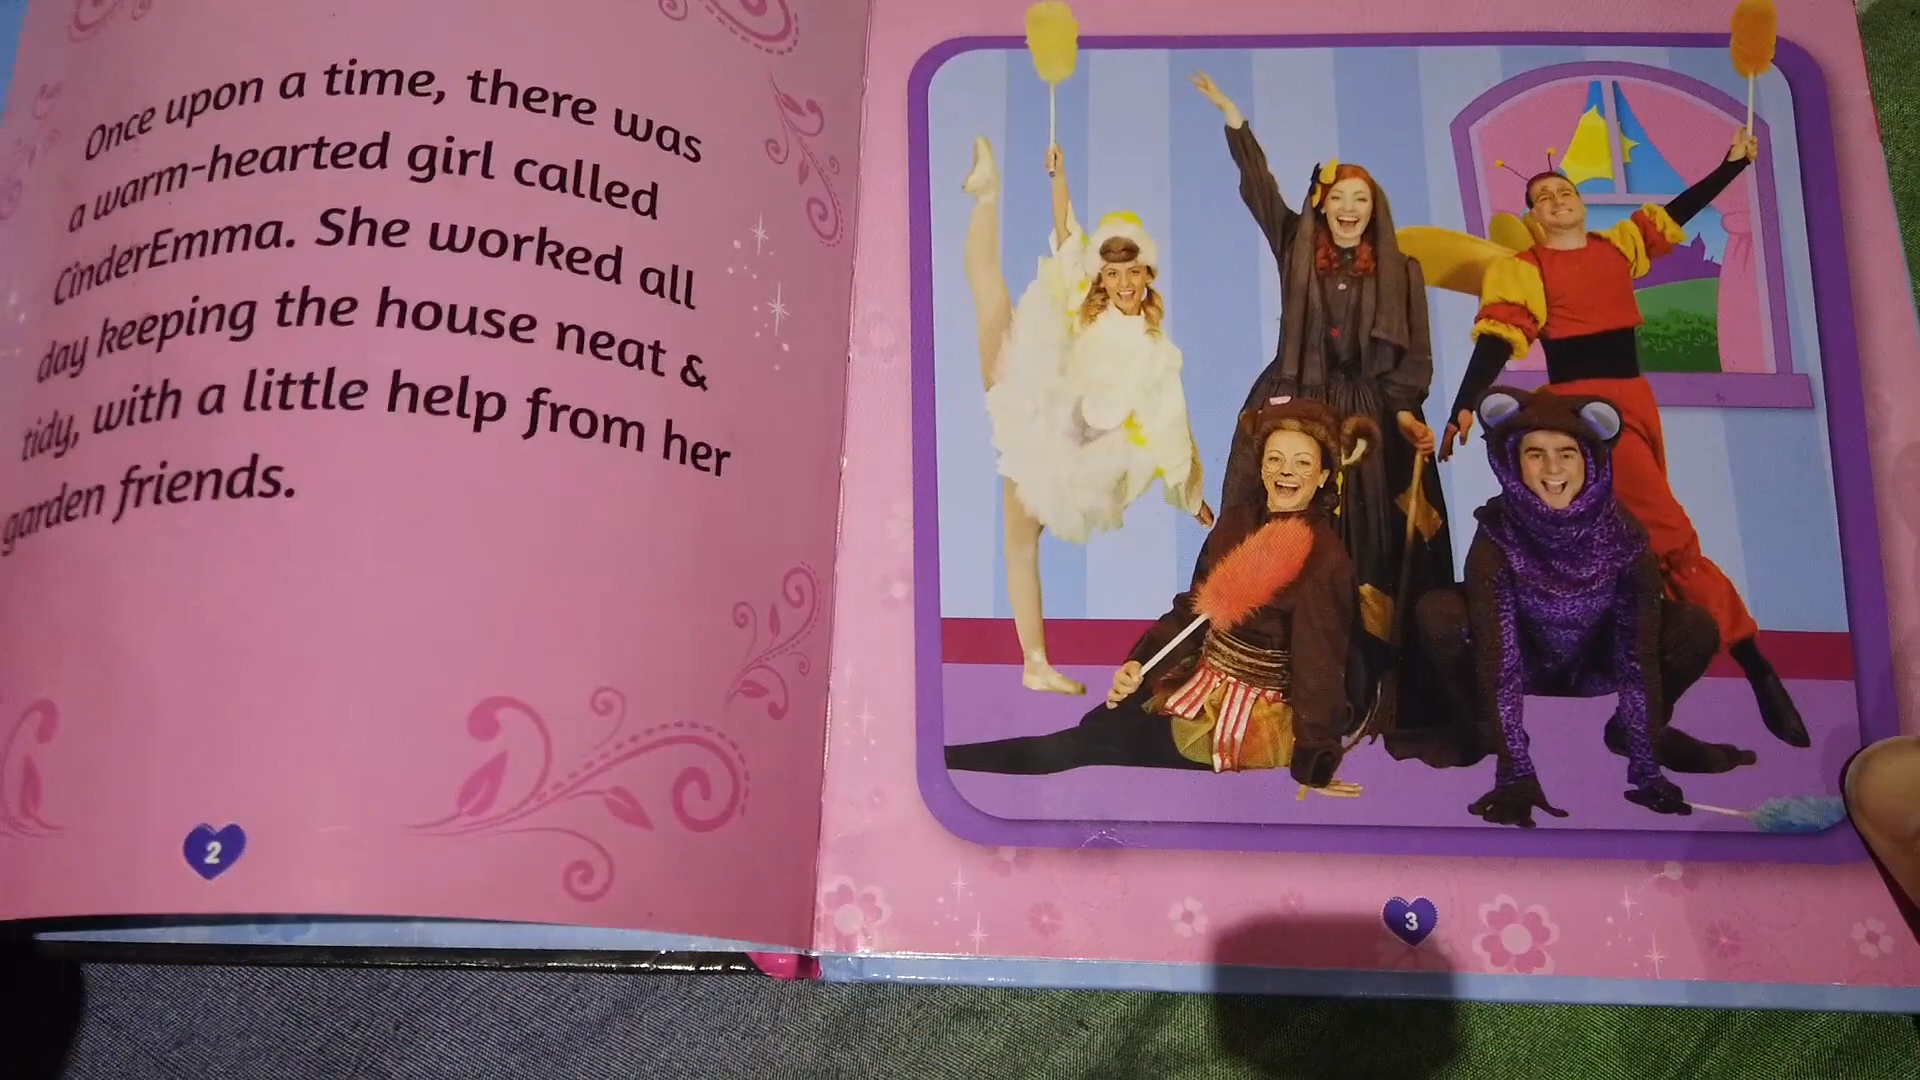 Once upon a time, there was
a warm-hearted girl called
CinderEmma. She worked all
day keeping the house neat &
tidy, with a little help from her
garden friends.
2
3